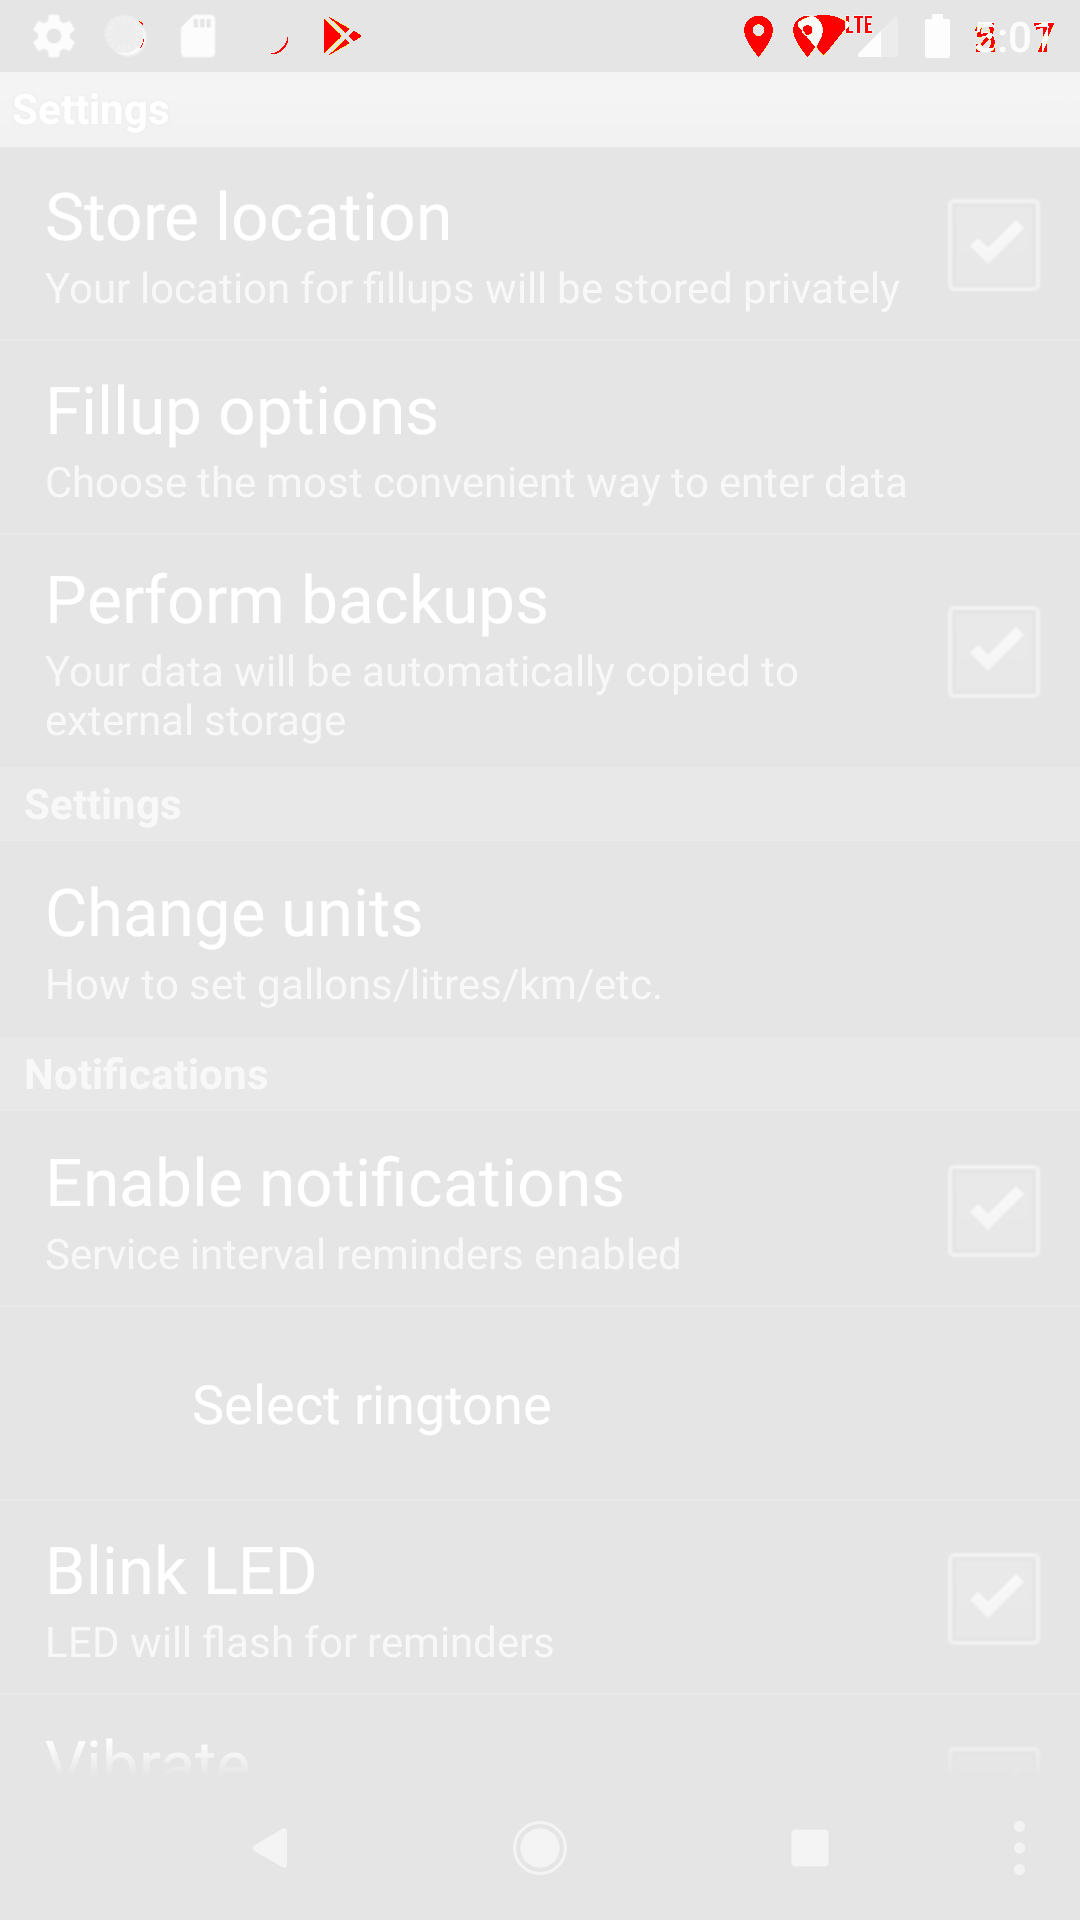 LTE
Settings
Store location
Your location for fillups will be stored privately
Fillup options
Choose the most convenient way to enter data
Perform backups
Your data will be automatically copied to
external storage
Settings
Change units
How to set gallons/litres/km/etc.
Notifications
Enable notifications
Service interval reminders enabled
Select ringtone
Blink LED
LED will flash for reminders
Vibrate